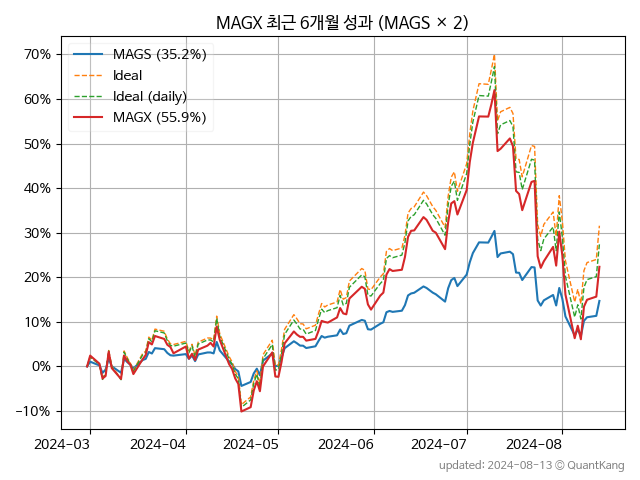 MAGX 최근 6개월 성과 (MAGS × 2)
MAGS (35.2%)
Ideal
Ideal (daily)
MAGX (55.9%)
70%
60%
50%
40%
30%
20%
10%
0%
−10%
2024-03
2024-04
2024-05
2024-06
2024-07
2024-08
updated: 2024-08-13 © QuantKang